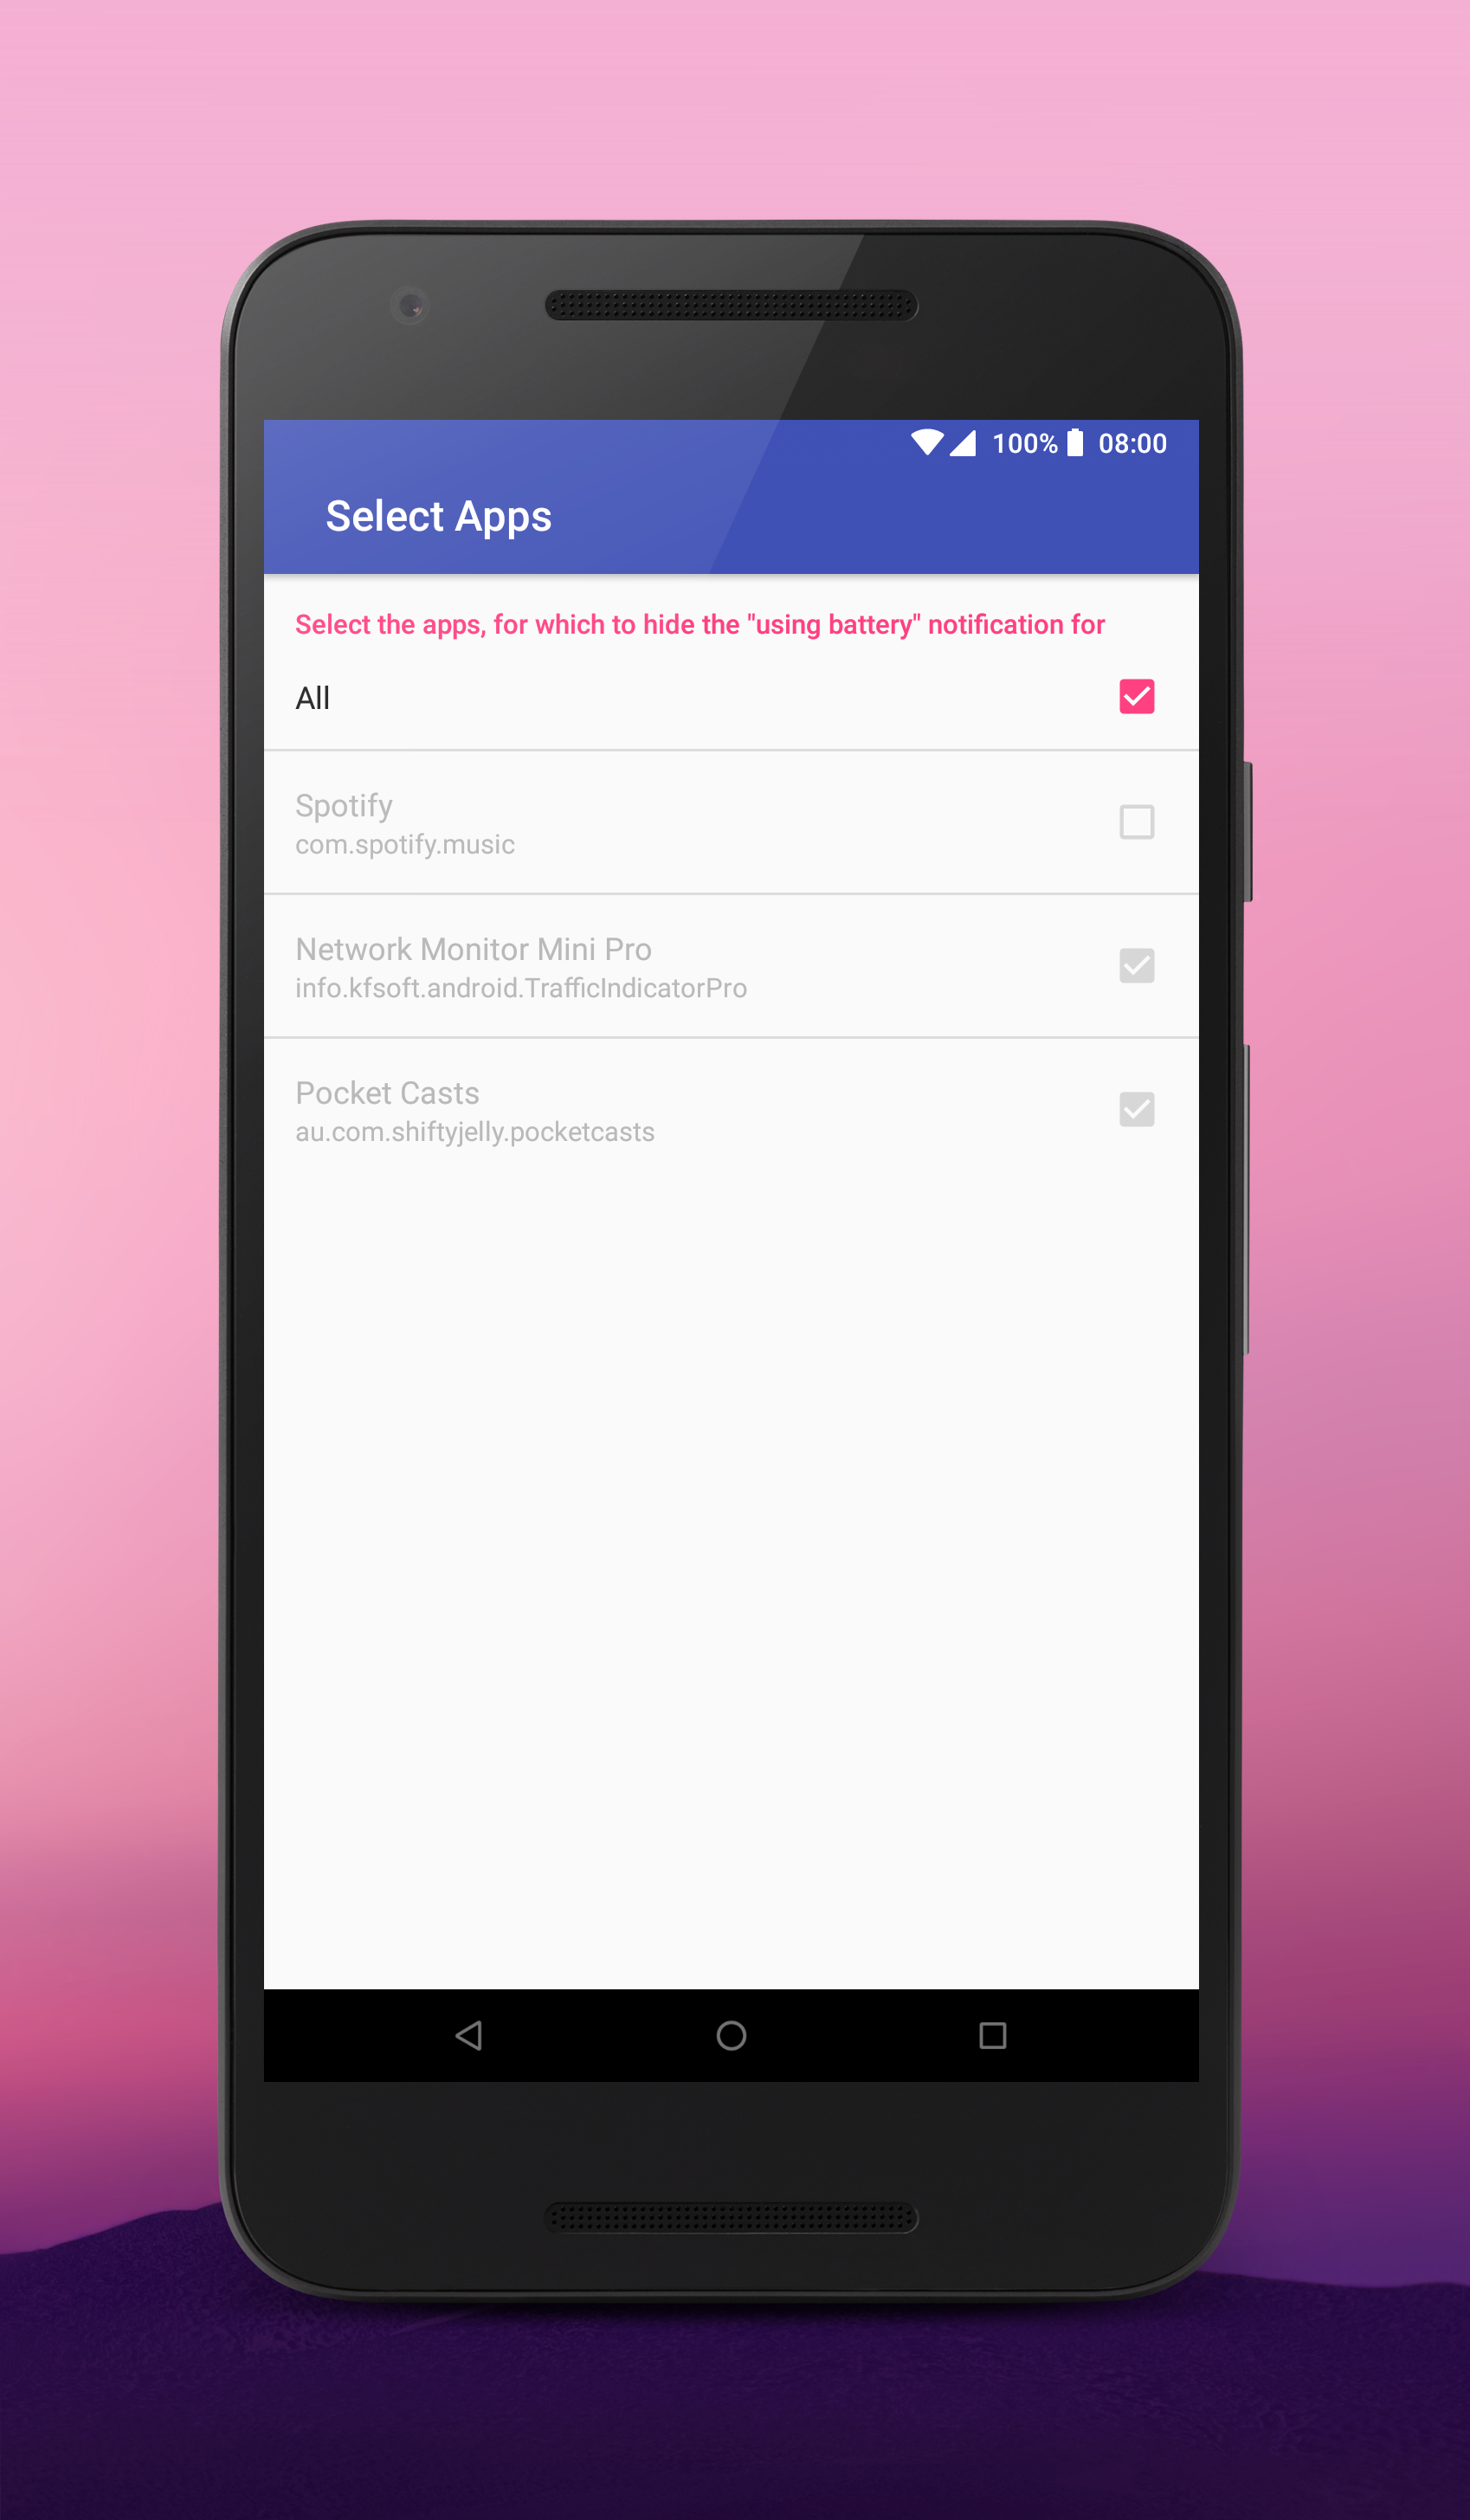 100% 08:00
Select Apps
Select the apps, for which to hide the "using battery" notification for
All
Spotify
com.spotify.music
Network Monitor Mini Pro
info.kfsoft.android.TrafficIndicatorPro
Pocket Casts
au.com.shiftyjelly.pocketcasts